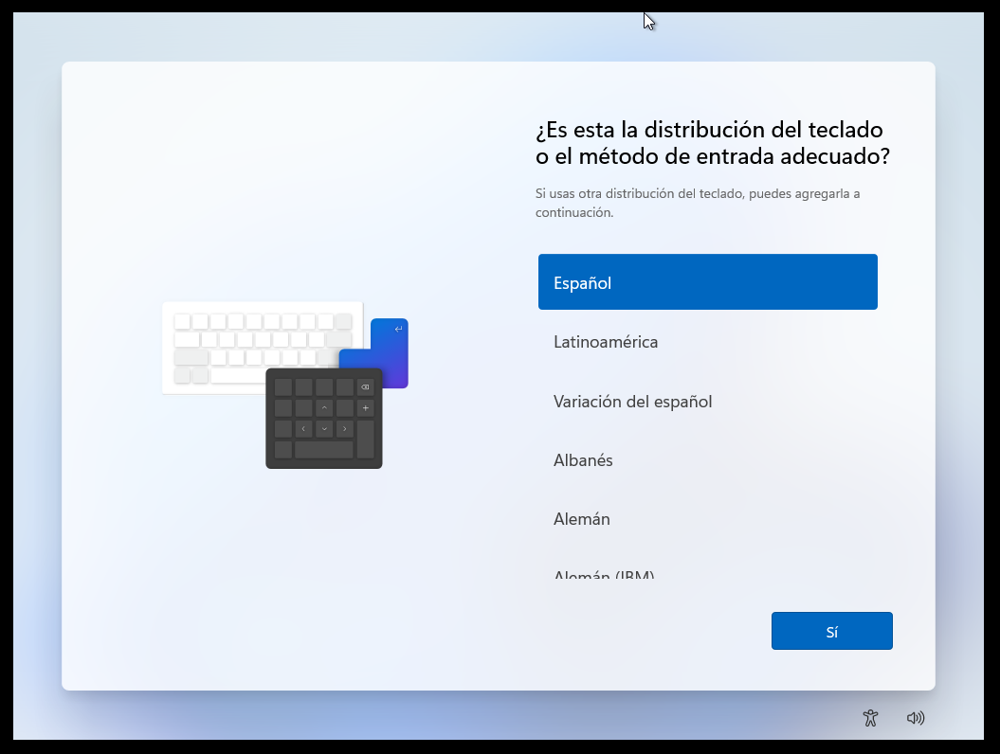 ¿Es esta la distribución del teclado
o el método de entrada adecuado?
Si usas otra distribución del teclado, puedes agregarla a
continuación.
Español
Latinoamérica
Variación del español
Albanés
Alemán
Alemán (IBM)
Sí